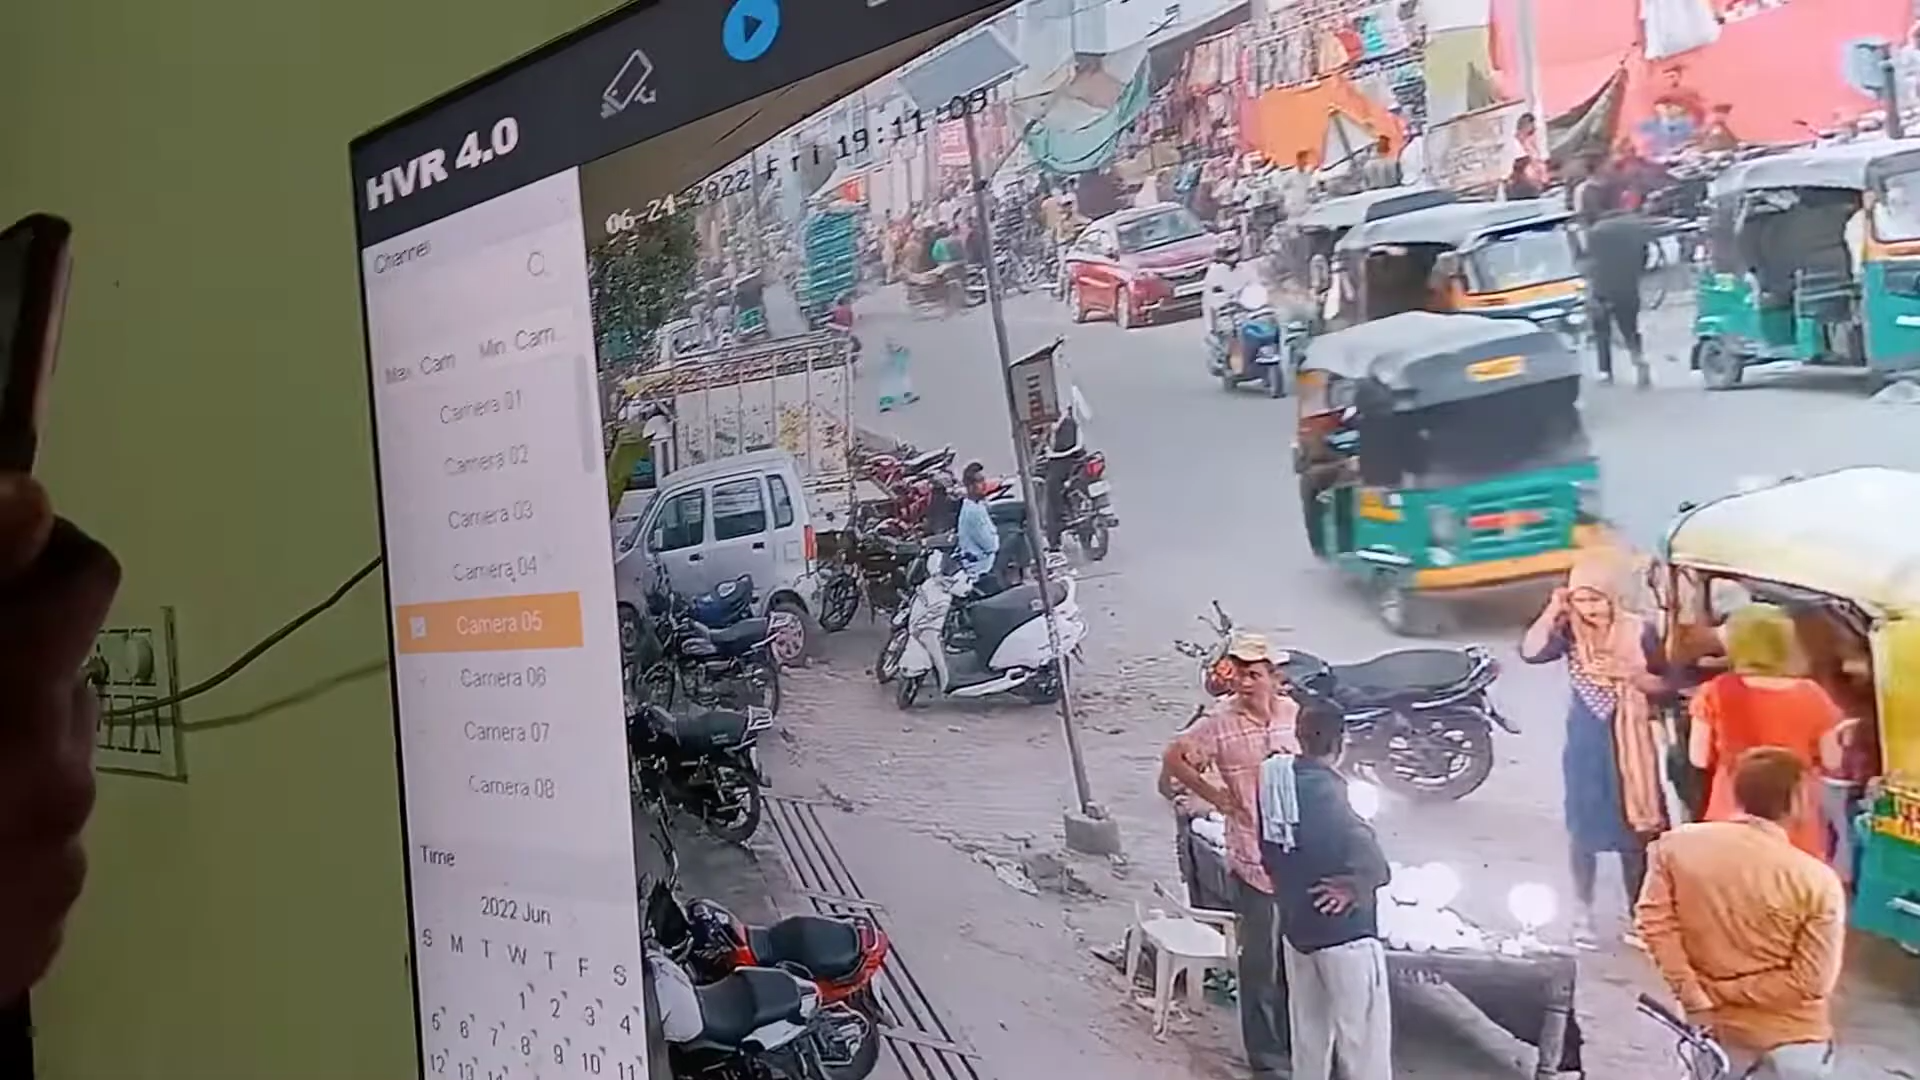 HVR 4.0
06-24-2022 Fri 19:11:09
Channel
Max Cam Min Cam...
Camera 01
Camera 02
Camera 03
Camera 04
Camera 05
Camera 06
Camera 07
Camera 08
Time
2022 Jun
S M T W T F S
1 2 3 4
5 6 7 8 9 10 11
12 13 14